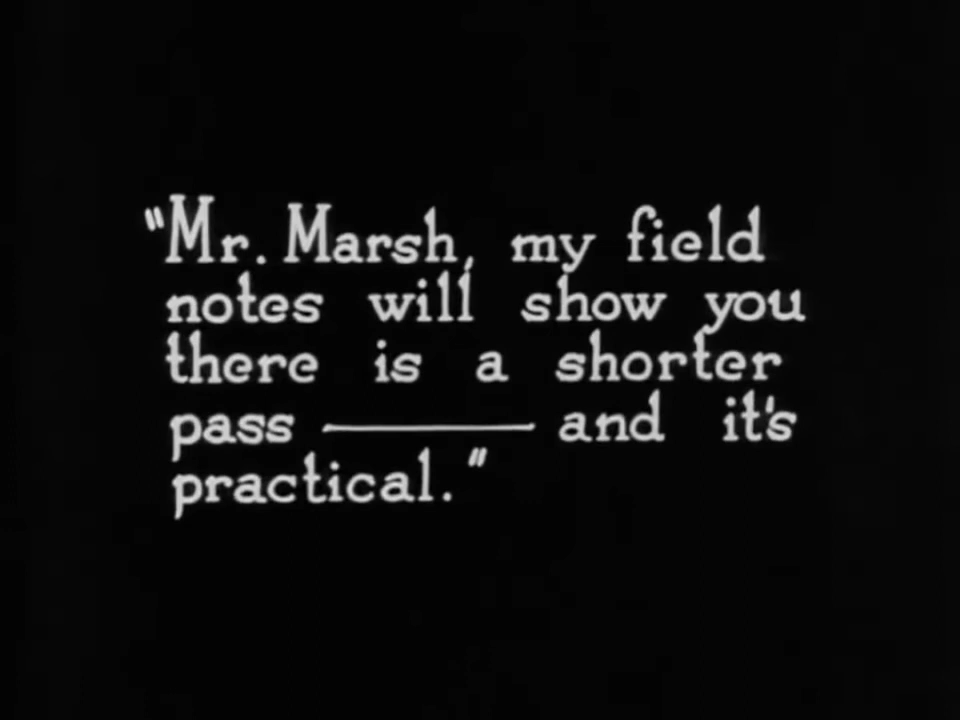 "Mr. Marsh, my field
notes will show you
there is a shorter
pass — and it's
practical."